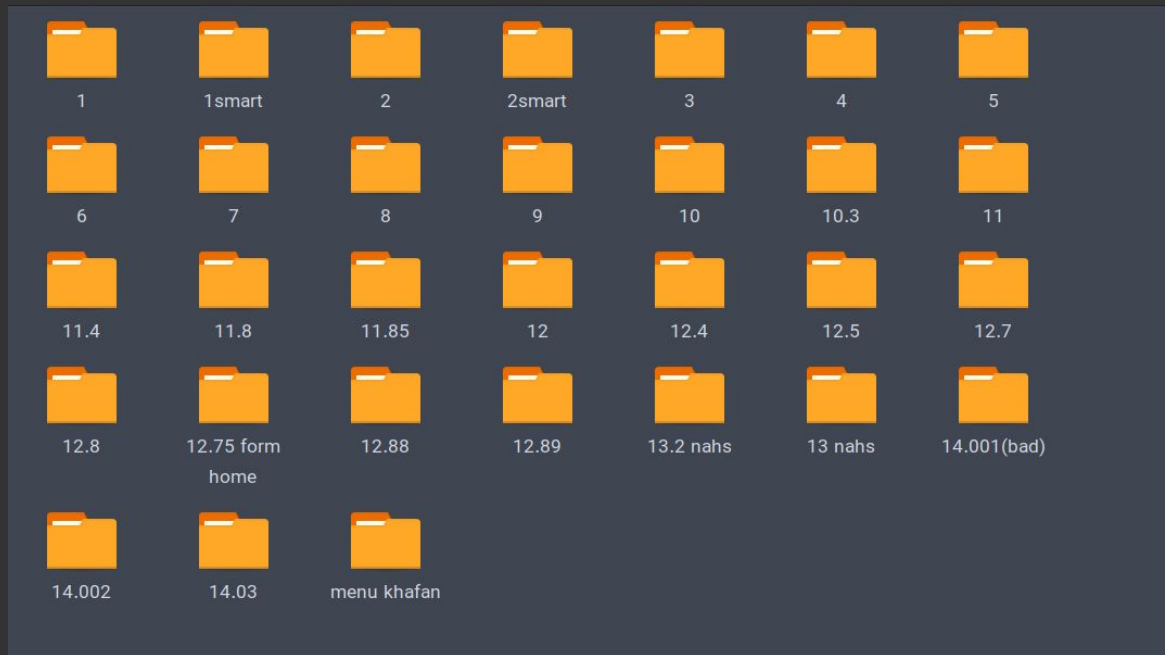 1 1smart 2 2smart 3 4 5
6 7 8 9 10 10.3 11
11.4 11.8 11.85 12 12.4 12.5 12.7
12.8 12.75 form 12.88 12.89 13.2 nahs 13 nahs 14.001(bad)
home
14.002 14.03 menu khafan